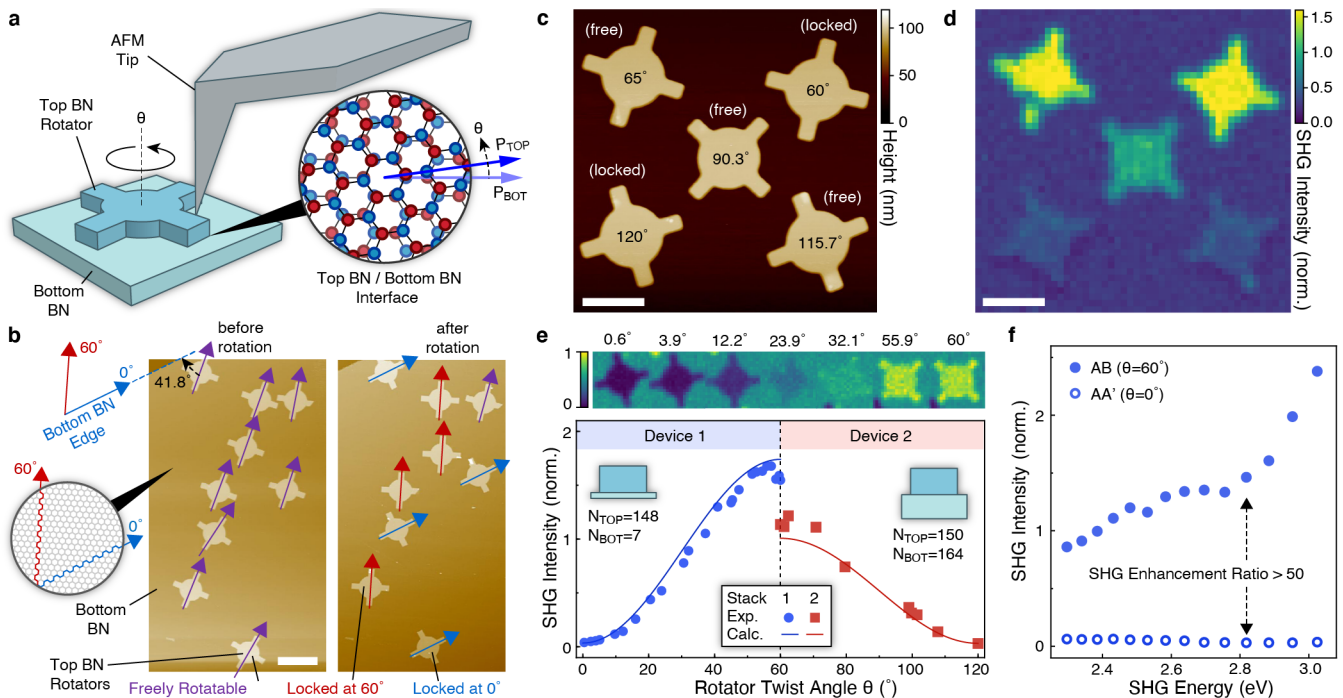 a
AFM
Tip
Top BN
Rotator
θ
θ
P_TOP
P_BOT
Bottom
BN
Top BN / Bottom BN
Interface
b
before
rotation
after
rotation
60°
0°
41.8°
Bottom BN
Edge
60°
0°
Bottom
BN
Top BN
Rotators
Freely Rotatable
Locked at 60°
Locked at 0°
c
(free)
65°
(locked)
60°
(free)
90.3°
(locked)
120°
(free)
115.7°
100
50
0
Height (nm)
d
1.5
1.0
0.5
0.0
SHG Intensity (norm.)
e
0.6°
3.9°
12.2°
23.9°
32.1°
55.9°
60°
1
0
Device 1
Device 2
N_TOP=148
N_BOT=7
N_TOP=150
N_BOT=164
Stack 1 2
Exp.
Calc.
2
1
0
SHG Intensity (norm.)
0 20 40 60 80 100 120
Rotator Twist Angle θ (°)
f
AB (θ=60°)
AA' (θ=0°)
SHG Enhancement Ratio > 50
2
1
0
SHG Intensity (norm.)
2.4 2.6 2.8 3.0
SHG Energy (eV)